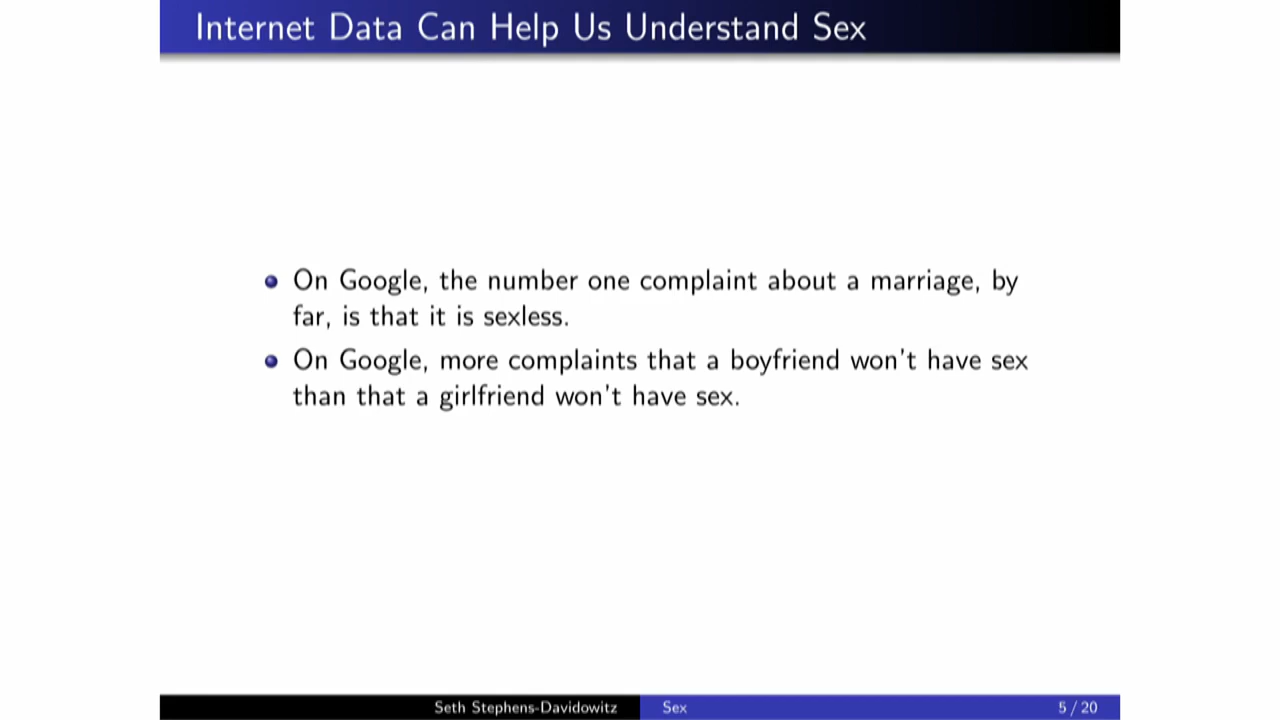 Internet Data Can Help Us Understand Sex
On Google, the number one complaint about a marriage, by
far, is that it is sexless.
On Google, more complaints that a boyfriend won't have sex
than that a girlfriend won't have sex.
Seth Stephens-Davidowitz
Sex
5 / 20